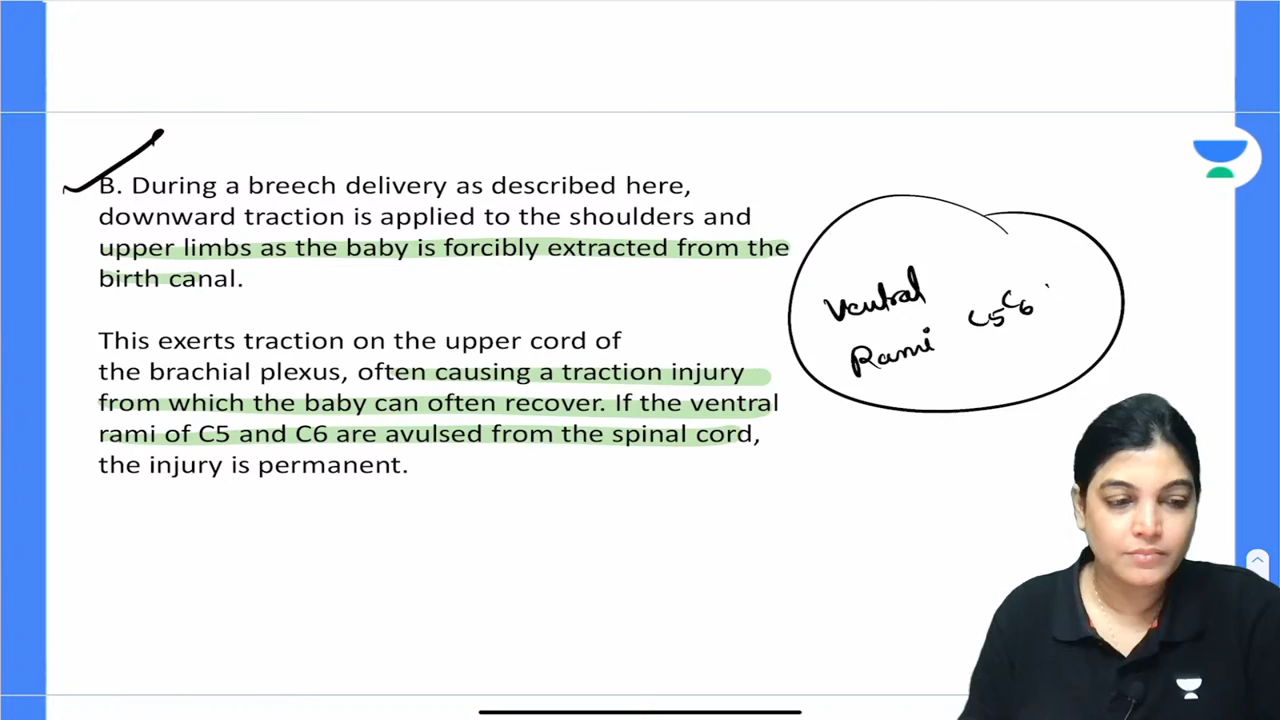 B. During a breech delivery as described here,
downward traction is applied to the shoulders and
upper limbs as the baby is forcibly extracted from the
birth canal.
This exerts traction on the upper cord of
the brachial plexus, often causing a traction injury
from which the baby can often recover. If the ventral
rami of C5 and C6 are avulsed from the spinal cord,
the injury is permanent.
Ventral
Rami C5 C6